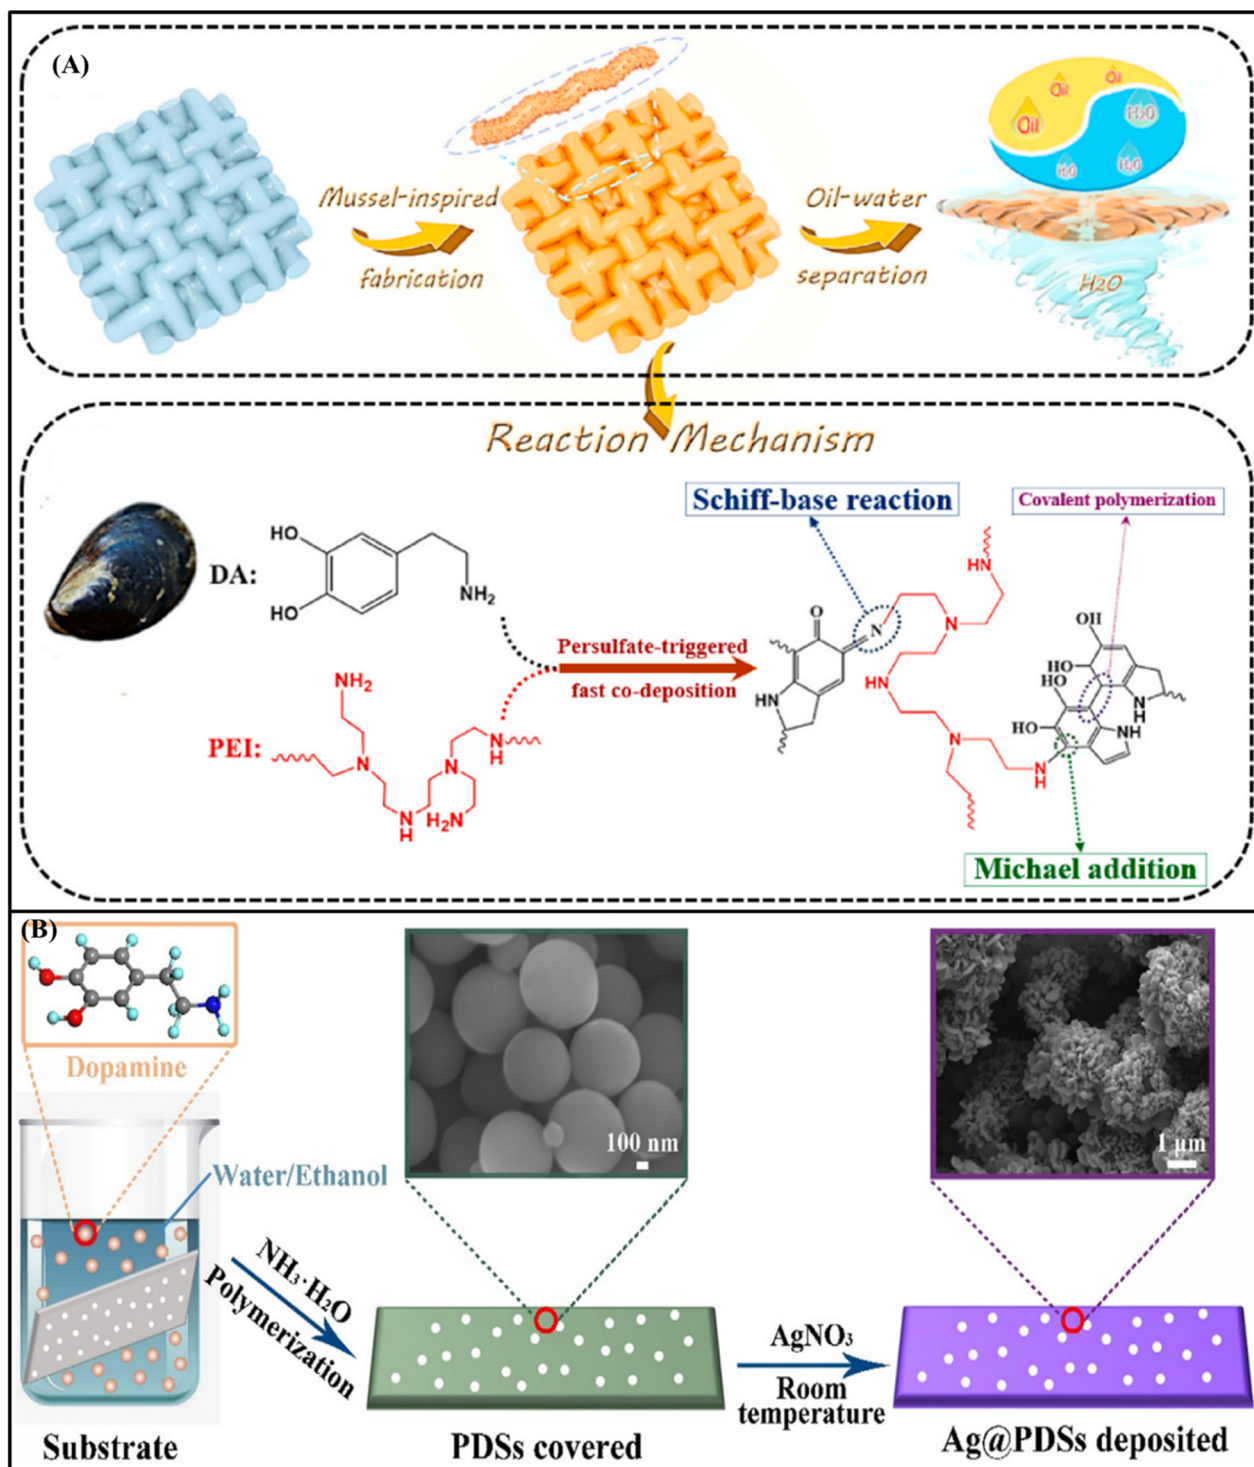 (A)
Oil
Oil
Oil
H₂O
H₂O
H₂O
Mussel-inspired
fabrication
Oil-water
separation
H2O
Reaction Mechanism
Schiff-base reaction
Covalent polymerization
DA:
HO
HO
NH₂
Persulfate-triggered
fast co-deposition
PEI:
NH₂
N
N
H
N
N
H
H₂N
O
N
HN
HN
N
HN
N
N
H
OH
HO
HO
HO
N
H
NH
Michael addition
(B)
Dopamine
Water/Ethanol
100 nm
1 μm
NH₃·H₂O
Polymerization
AgNO₃
Room
temperature
Substrate
PDSs covered
Ag@PDSs deposited